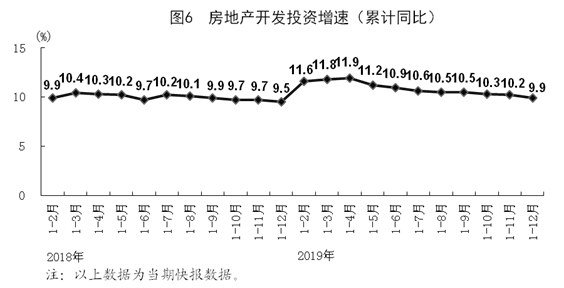 图6 房地产开发投资增速（累计同比）
(%)
15
10
5
0
9.9 10.4 10.3 10.2 9.7 10.2 10.1 9.9 9.7 9.7 9.5 11.6 11.8 11.9 11.2 10.9 10.6 10.5 10.5 10.3 10.2 9.9
1-2月 1-3月 1-4月 1-5月 1-6月 1-7月 1-8月 1-9月 1-10月 1-11月 1-12月 1-2月 1-3月 1-4月 1-5月 1-6月 1-7月 1-8月 1-9月 1-10月 1-11月 1-12月
2018年 2019年
注：以上数据为当期快报数据。